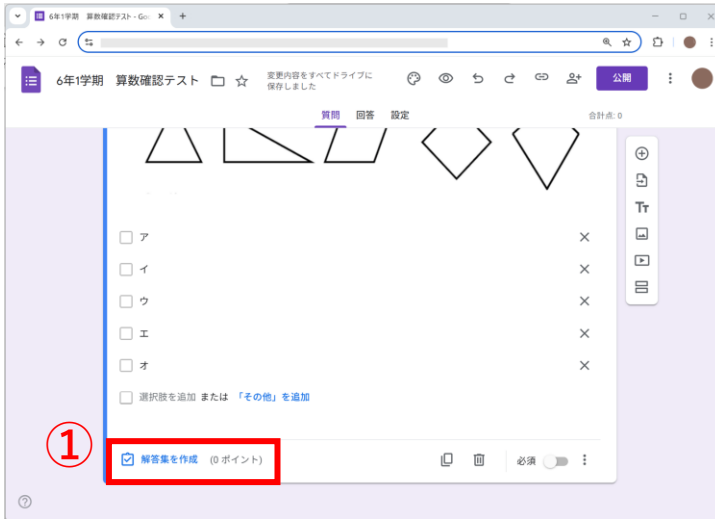 6年1学期　算数確認テスト - Goo
6年1学期　算数確認テスト
変更内容をすべてドライブに
保存しました
公開
質問 回答 設定
合計点: 0
Tт
ア
イ
ウ
エ
オ
選択肢を追加 または 「その他」を追加
①
解答集を作成 (0 ポイント)
必須